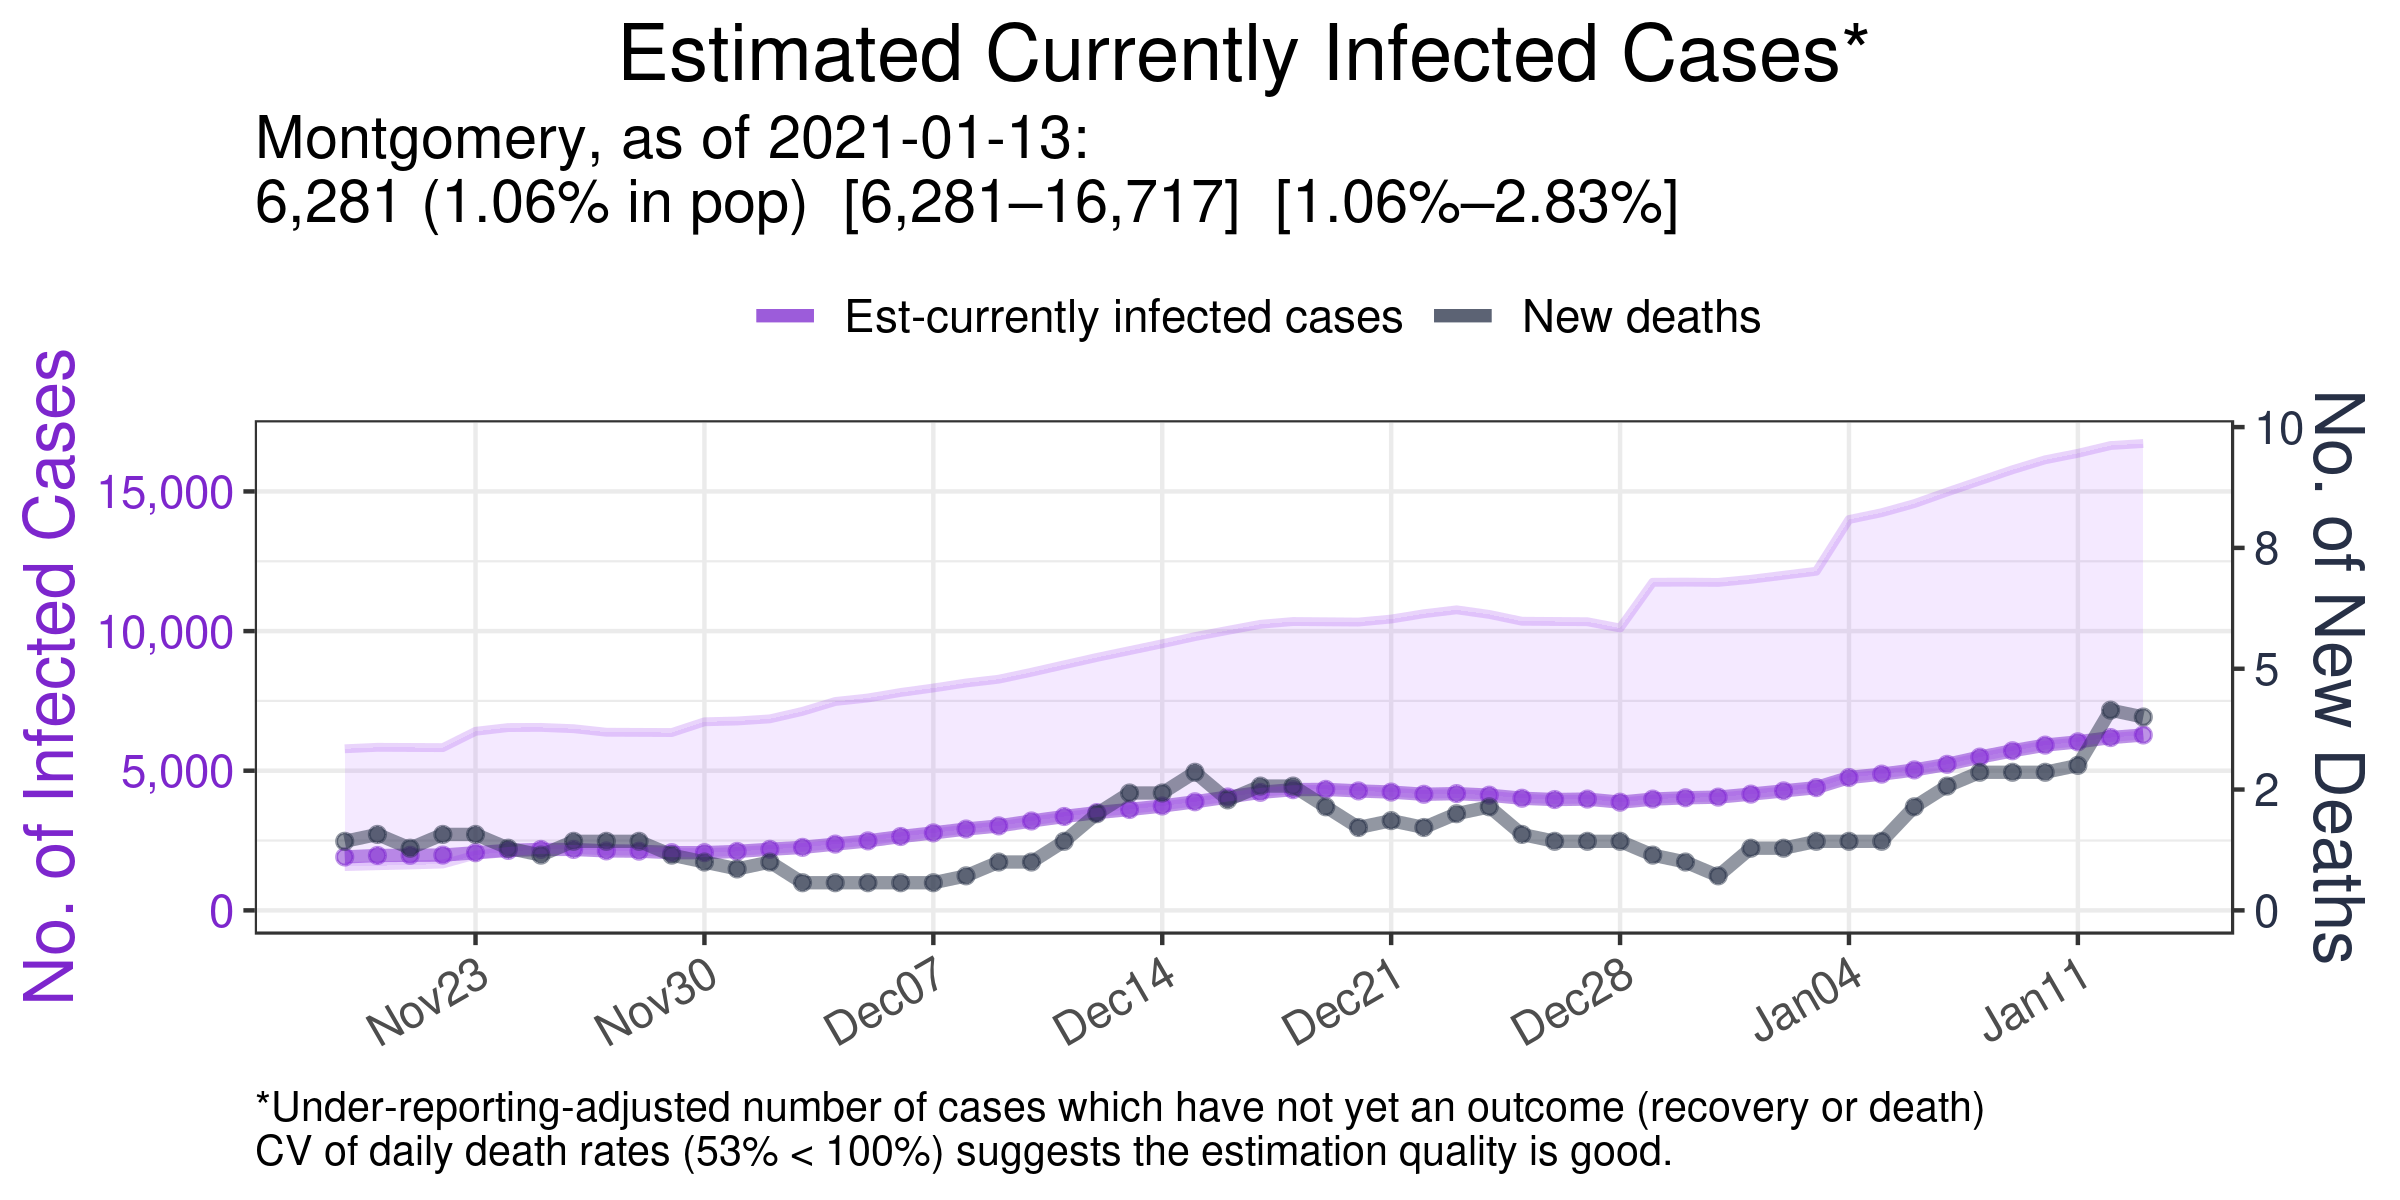 Estimated Currently Infected Cases*
Montgomery, as of 2021-01-13:
6,281 (1.06% in pop) [6,281–16,717] [1.06%–2.83%]
Est-currently infected cases
New deaths
No. of Infected Cases
15,000
10,000
5,000
0
10
8
5
2
0
No. of New Deaths
Nov23
Nov30
Dec07
Dec14
Dec21
Dec28
Jan04
Jan11
*Under-reporting-adjusted number of cases which have not yet an outcome (recovery or death)
CV of daily death rates (53% < 100%) suggests the estimation quality is good.